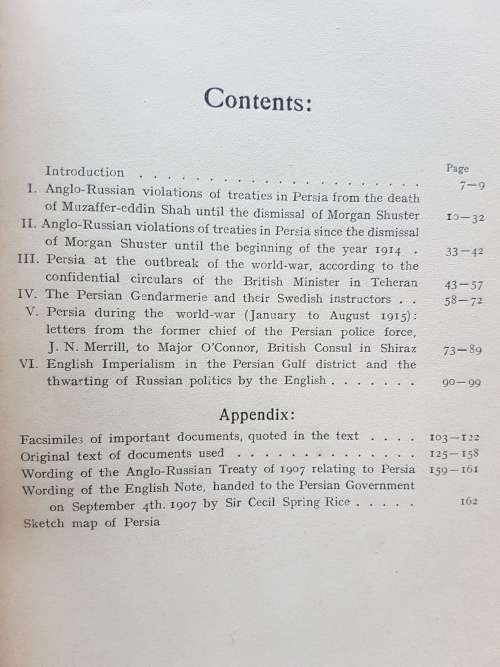 Contents:
Page
Introduction . . . . . . . . . . . . . . . . . . . . . 7—9
I. Anglo-Russian violations of treaties in Persia from the death
of Muzaffer-eddin Shah until the dismissal of Morgan Shuster 10—32
II. Anglo-Russian violations of treaties in Persia since the dismissal
of Morgan Shuster until the beginning of the year 1914 . 33—42
III. Persia at the outbreak of the world-war, according to the
confidential circulars of the British Minister in Teheran 43—57
IV. The Persian Gendarmerie and their Swedish instructors . . 58—72
V. Persia during the world-war (January to August 1915):
letters from the former chief of the Persian police force,
J. N. Merrill, to Major O'Connor, British Consul in Shiraz 73—89
VI. English Imperialism in the Persian Gulf district and the
thwarting of Russian politics by the English . . . . . . . 90—99
Appendix:
Facsimiles of important documents, quoted in the text . . . . 103—122
Original text of documents used . . . . . . . . . . . . . . 125—158
Wording of the Anglo-Russian Treaty of 1907 relating to Persia 159—161
Wording of the English Note, handed to the Persian Government
on September 4th. 1907 by Sir Cecil Spring Rice . . . . . 162
Sketch map of Persia